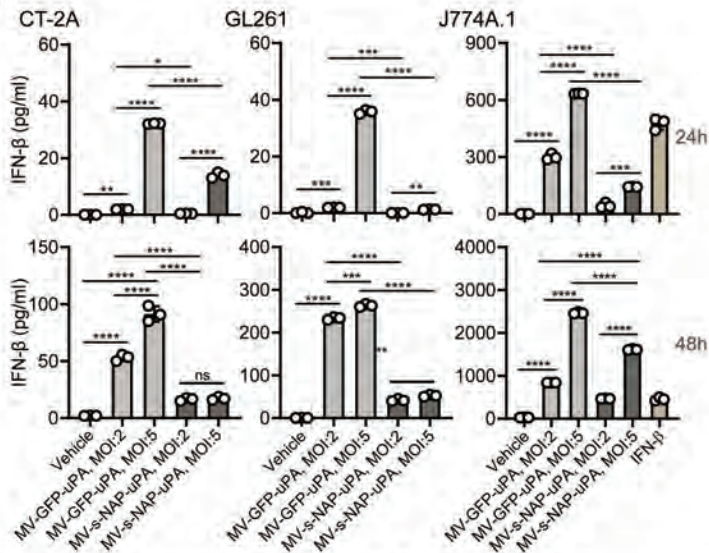 CT-2A
GL261
J774A.1
IFN-β (pg/ml)
60
40
20
0
**
****
*
****
****
60
40
20
0
***
****
***
****
**
900
600
300
0
****
****
****
****
***
24h
IFN-β (pg/ml)
150
100
50
0
****
****
****
****
****
ns
400
300
200
100
0
****
***
****
****
**
4000
3000
2000
1000
0
****
****
****
****
****
48h
Vehicle
MV-GFP-uPA, MOI:2
MV-GFP-uPA, MOI:5
MV-s-NAP-uPA, MOI:2
MV-s-NAP-uPA, MOI:5
Vehicle
MV-GFP-uPA, MOI:2
MV-GFP-uPA, MOI:5
MV-s-NAP-uPA, MOI:2
MV-s-NAP-uPA, MOI:5
Vehicle
MV-GFP-uPA, MOI:2
MV-GFP-uPA, MOI:5
MV-s-NAP-uPA, MOI:2
MV-s-NAP-uPA, MOI:5
IFN-β